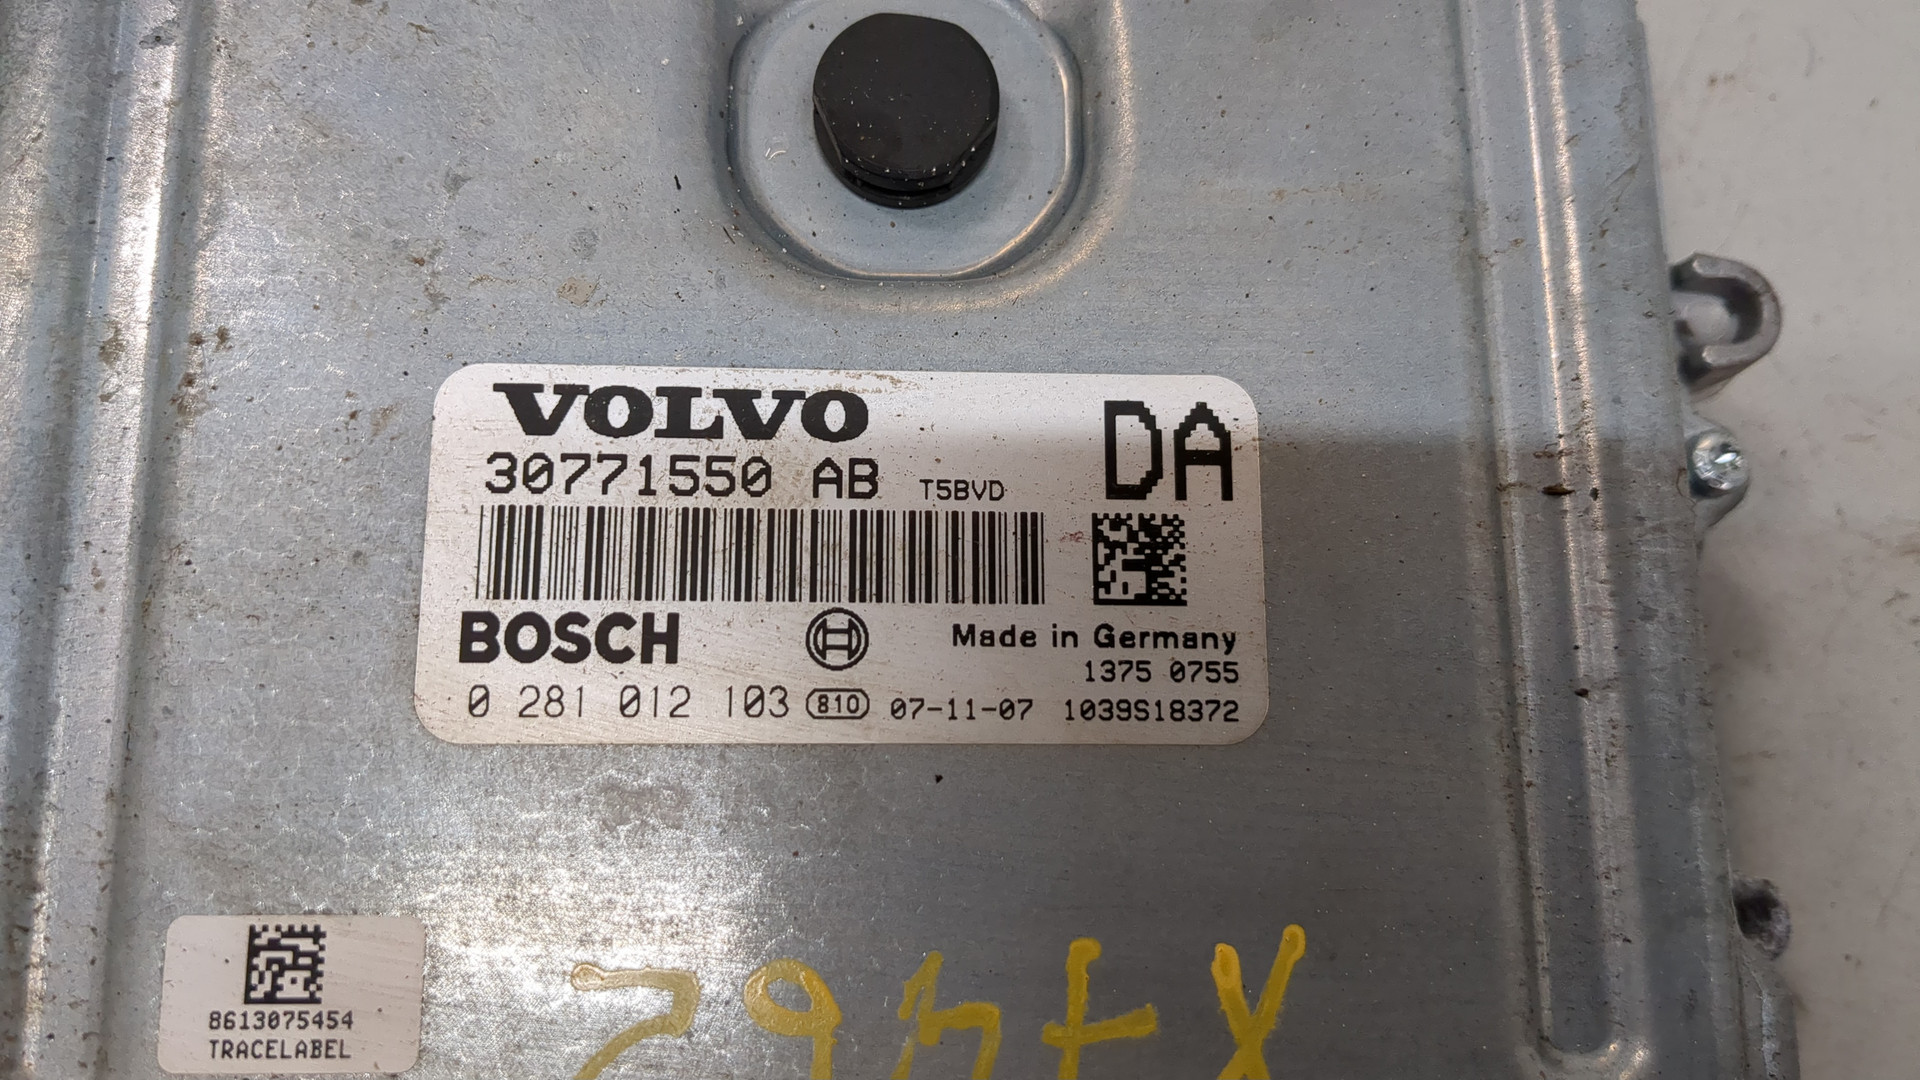 VOLVO
30771550 AB T5BVD
DA
BOSCH
Made in Germany
1375 0755
0 281 012 103 810 07-11-07 1039S18372
8613075454
TRACELABEL